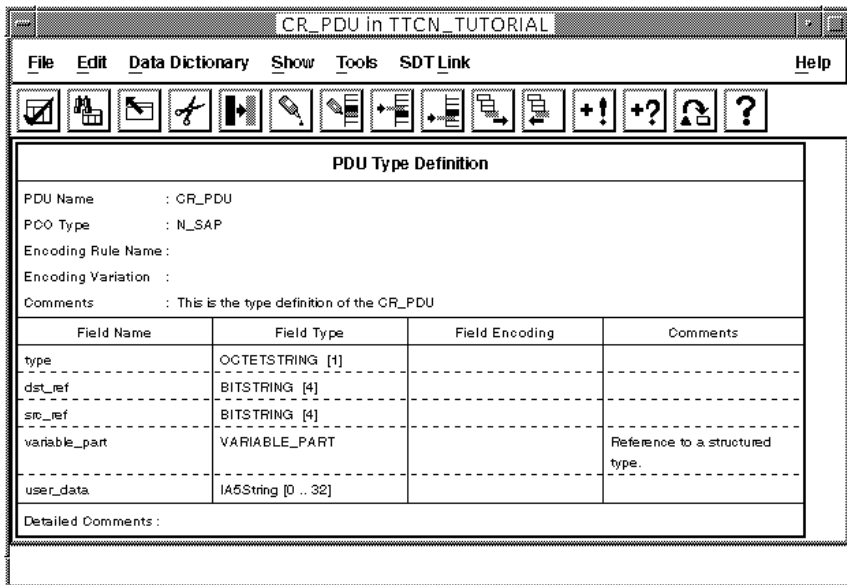 CR_PDU in TTCN_TUTORIAL
File Edit Data Dictionary Show Tools SDT Link Help
+! +? ?
PDU Type Definition
PDU Name : CR_PDU
PCO Type : N_SAP
Encoding Rule Name :
Encoding Variation :
Comments : This is the type definition of the CR_PDU
Field Name Field Type Field Encoding Comments
type OCTETSTRING [1]
dst_ref BITSTRING [4]
src_ref BITSTRING [4]
variable_part VARIABLE_PART Reference to a structured
type.
user_data IA5String [0 .. 32]
Detailed Comments :